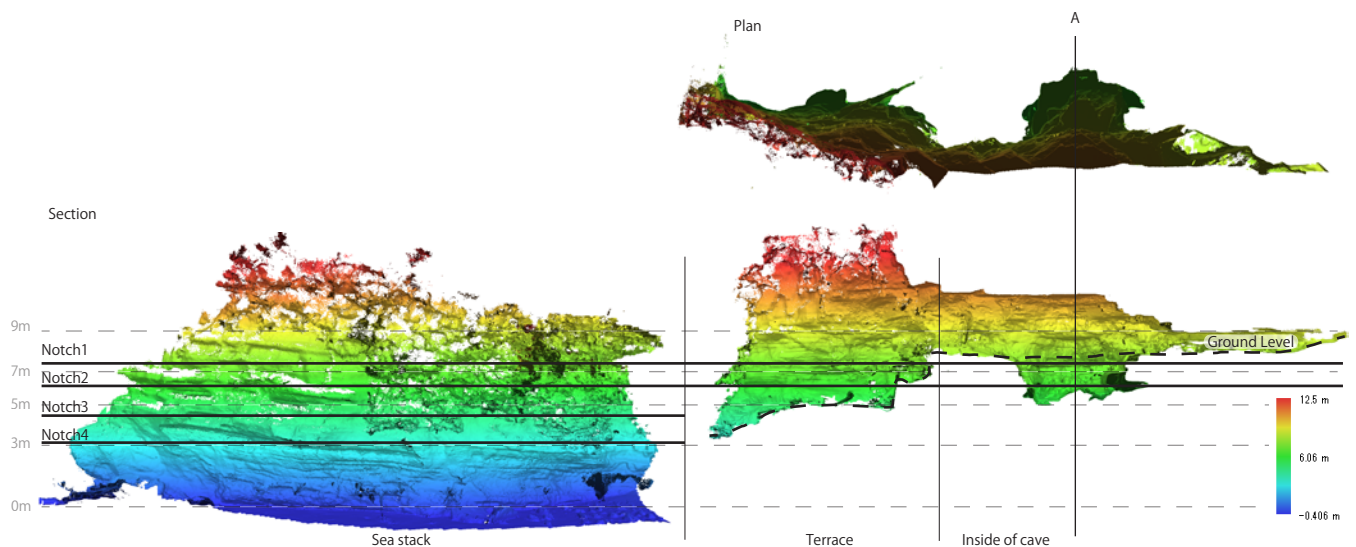 Plan
A
Section
9m
Notch1
Ground Level
7m
Notch2
5m
Notch3
12.5 m
Notch4
3m
6.06 m
0m
-0.406 m
Sea stack
Terrace
Inside of cave